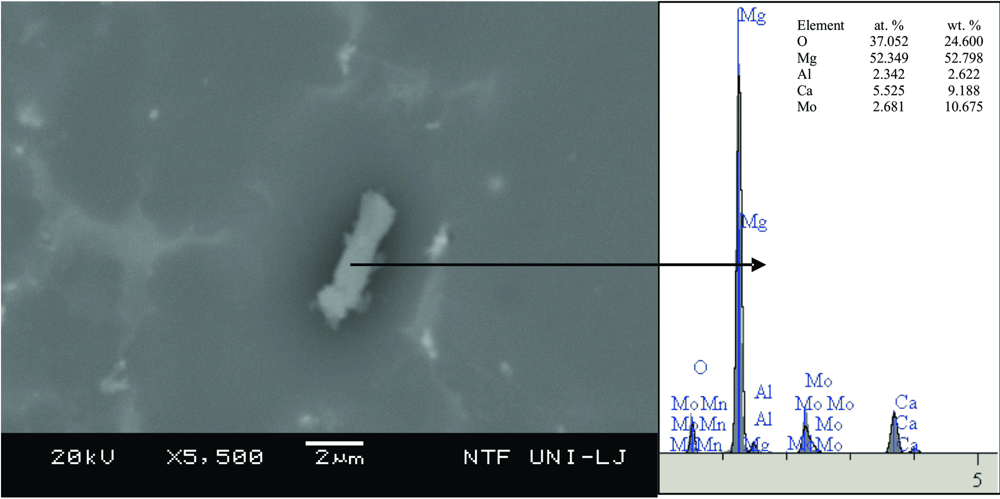 Mg
Element at. % wt. %
O 37.052 24.600
Mg 52.349 52.798
Al 2.342 2.622
Ca 5.525 9.188
Mo 2.681 10.675
Mg
O
Mo
Al
Mo Mn Mo Mo Ca
Al
Mo Mn Mo Ca
Mo Mn Mg Mo Mo Ca
20kV X5,500 2µm NTF UNI-LJ
5